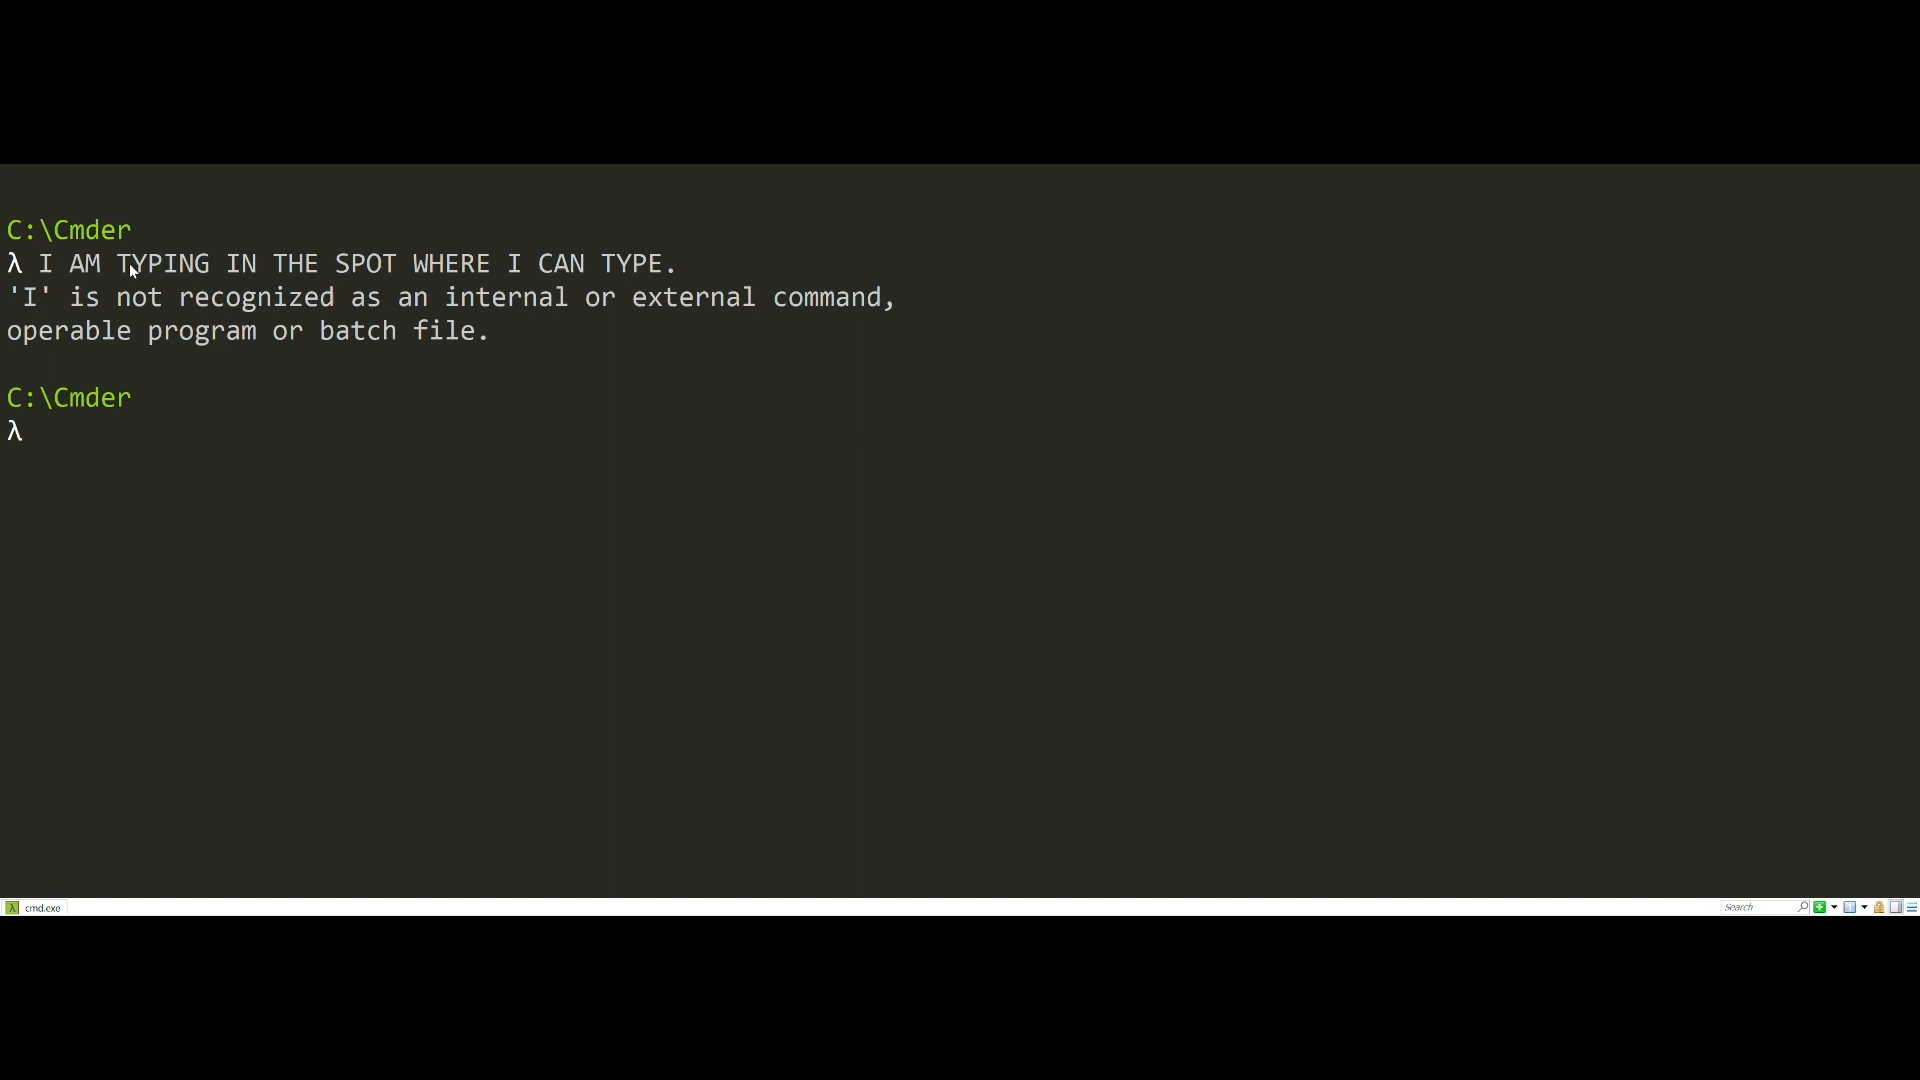 C:\Cmder
λ I AM TYPING IN THE SPOT WHERE I CAN TYPE.
'I' is not recognized as an internal or external command,
operable program or batch file.
C:\Cmder
λ
λ cmd.exe
Search